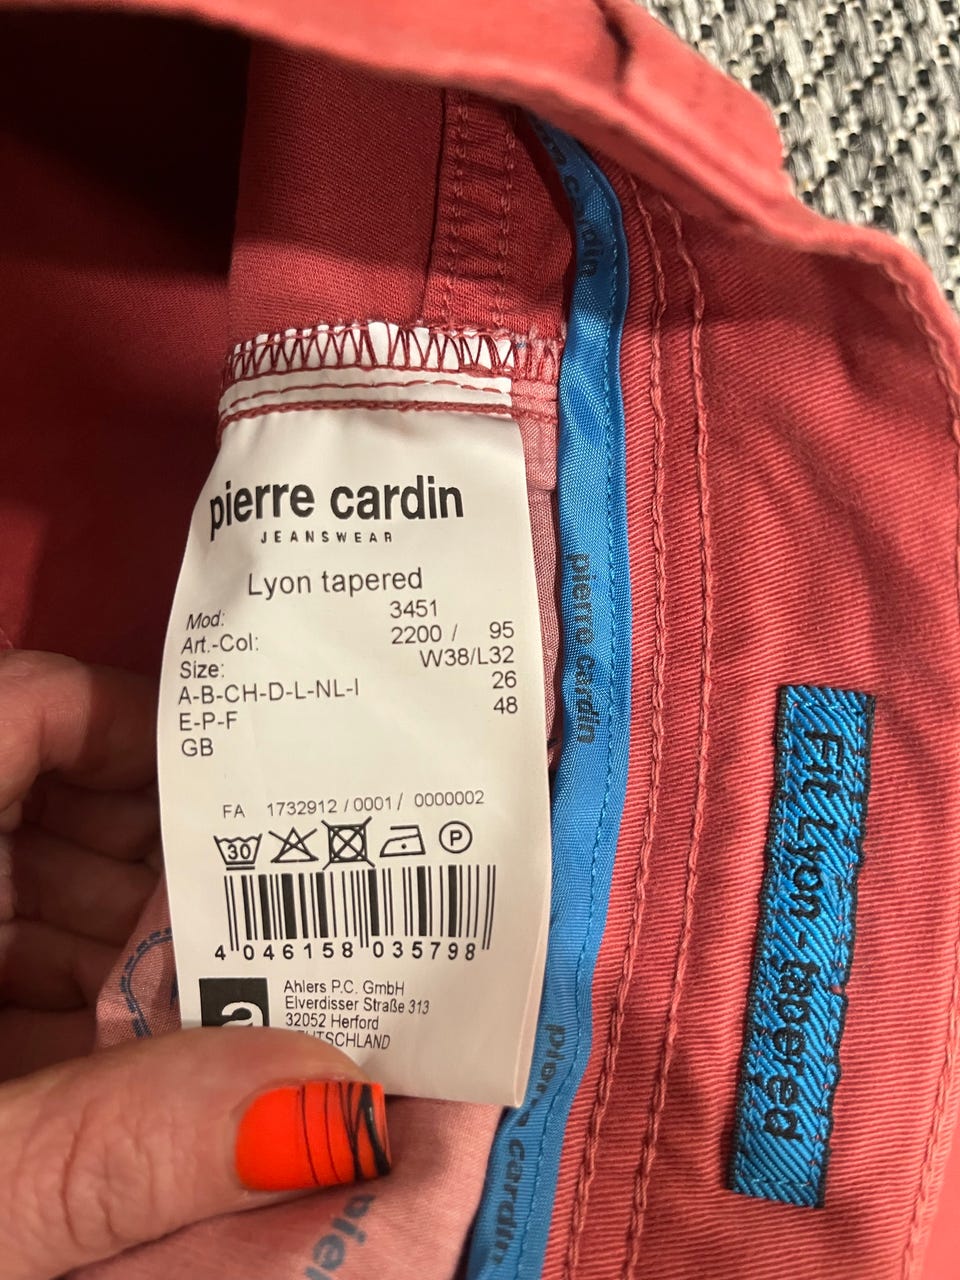 pierre cardin
JEANSWEAR
Lyon tapered
Mod: 3451
Art.-Col: 2200 / 95
Size: W38/L32
A-B-CH-D-L-NL-I 26
E-P-F 48
GB
FA 1732912 / 0001 / 0000002
30 P
4 046158 035798
a
Ahlers P.C. GmbH
Elverdisser Straße 313
32052 Herford
DEUTSCHLAND
cardin
pierre cardin
pierre cardin
Fit Lyon - tapered
pier